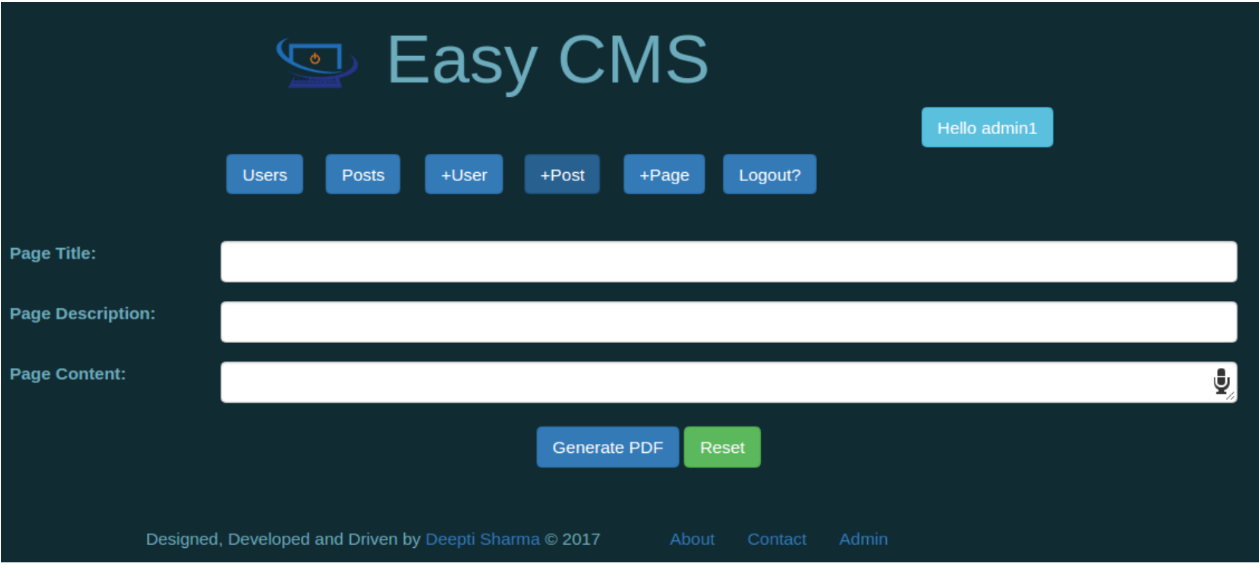 Easy CMS
Hello admin1
Users Posts +User +Post +Page Logout?
Page Title:
Page Description:
Page Content:
Generate PDF Reset
Designed, Developed and Driven by Deepti Sharma © 2017 About Contact Admin